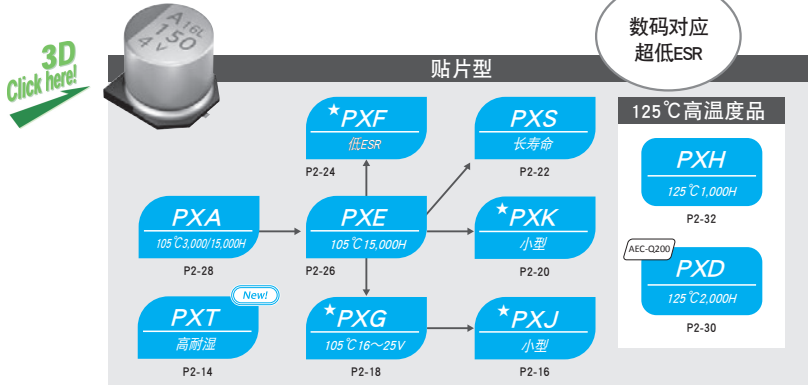 3D
Click here!
A16L
150
4 V
数码对应
超低ESR
贴片型
★PXF
低ESR
P2-24
PXS
长寿命
P2-22
PXA
105℃3,000/15,000H
P2-28
PXE
105℃15,000H
P2-26
★PXK
小型
P2-20
New!
PXT
高耐湿
P2-14
★PXG
105℃16～25V
P2-18
★PXJ
小型
P2-16
125℃高温度品
PXH
125℃1,000H
P2-32
AEC-Q200
PXD
125℃2,000H
P2-30